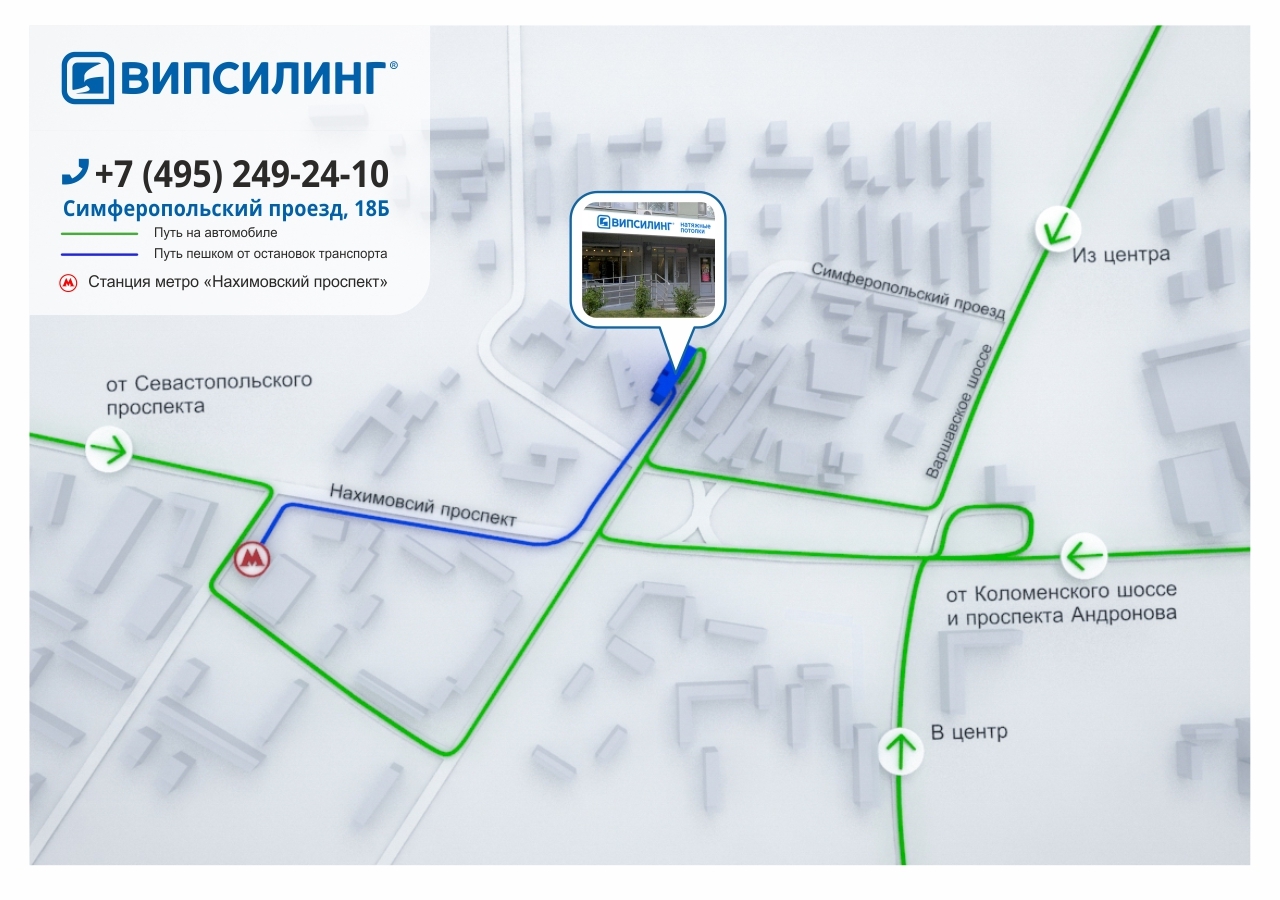 ВИПСИЛИНГ®
+7 (495) 249-24-10
Симферопольский проезд, 18Б
Путь на автомобиле
Путь пешком от остановок транспорта
М Станция метро «Нахимовский проспект»
ВИПСИЛИНГ® натяжные
потолки
Из центра
Симферопольский проезд
Варшавское шоссе
от Севастопольского
проспекта
Нахимовсий проспект
М
от Коломенского шоссе
и проспекта Андронова
В центр